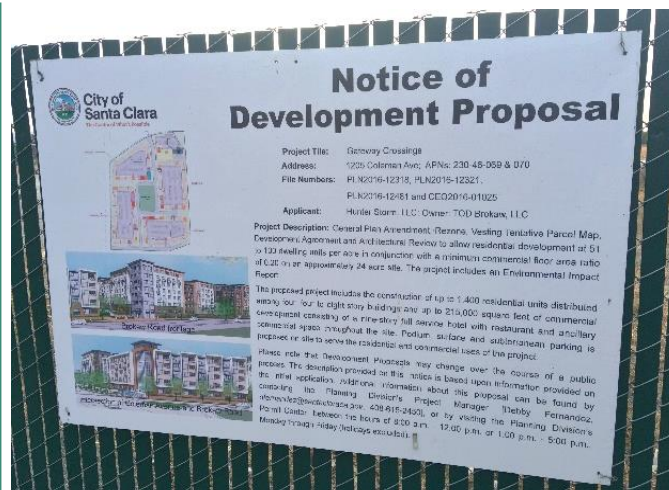 City of
Santa Clara
Notice of
Development Proposal
Project Title: Gateway Crossings
Address: 1205 Coleman Ave; APNs: 230-46-069 & 070
File Numbers: PLN2016-12318, PLN2016-12321,
PLN2016-12481 and CEQ2016-01025
Applicant: Hunter Storm, LLC; Owner: TOD Brokaw, LLC
Project Description: General Plan Amendment, Rezone, Vesting Tentative Parcel Map,
Development Agreement and Architectural Review to allow residential development at 51
to 100 dwelling units per acre in conjunction with a minimum commercial floor area ratio
of 0.20 on an approximately 24 acre site. The project includes an Environmental Impact
Report.
The proposed project includes the construction of up to 1,400 residential units distributed
among four four to eight story buildings and up to 215,000 square feet of commercial
development consisting of a nine-story full service hotel with restaurant and ancillary
commercial space throughout the site. Podium, surface and subterranean parking is
proposed on site to serve the residential and commercial uses of the project.
Please note that Development Proposals may change over the course of a public
process. The description provided on this notice is based upon information provided on
the initial application. Additional information about this proposal can be found by
contacting the Planning Division's Project Manager [Debby Fernandez,
408-615-2450], or by visiting the Planning Division's
Permit Center between the hours of 8:00 a.m. - 12:00 p.m. or 1:00 p.m. - 5:00 p.m.
Monday through Friday (holidays excluded).
Brokaw Road frontage
and Brokaw Road